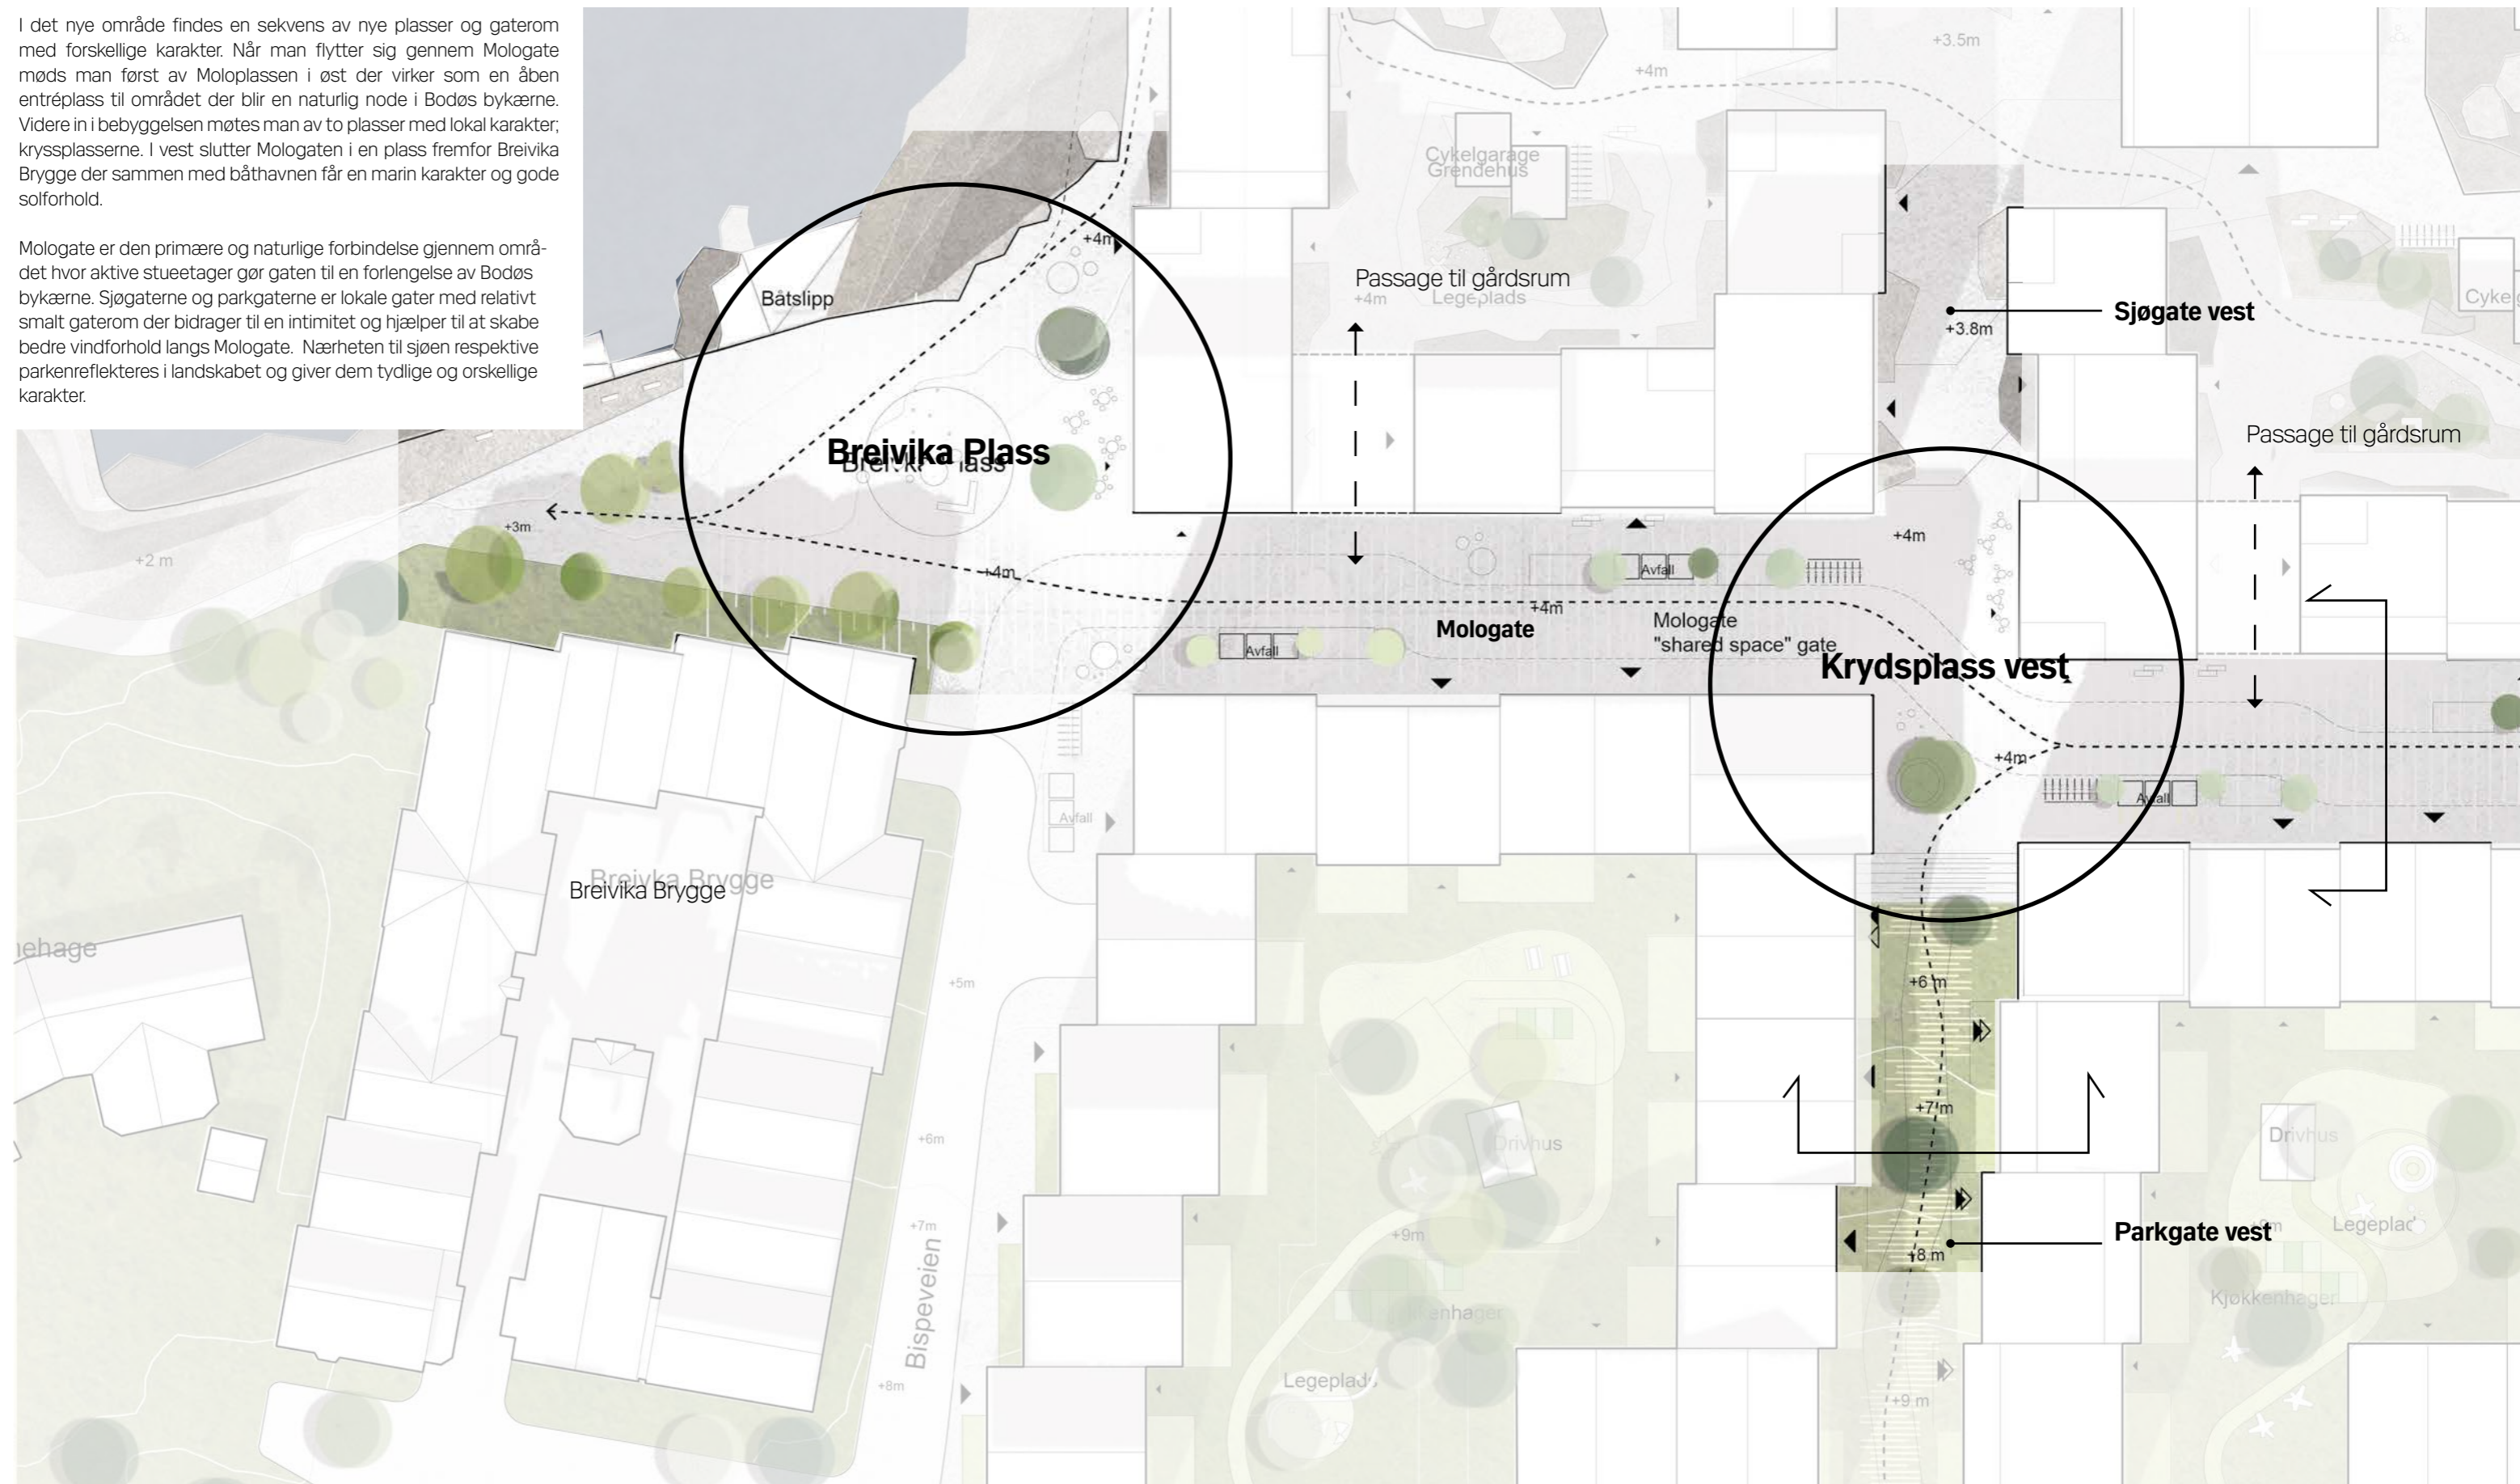 I det nye område findes en sekvens av nye plasser og gaterom
med forskellige karakter. Når man flytter sig gennem Mologate
møds man først av Moloplassen i øst der virker som en åben
entréplass til området der blir en naturlig node i Bodøs bykærne.
Videre in i bebyggelsen møtes man av to plasser med lokal karakter;
kryssplasserne. I vest slutter Mologaten i en plass fremfor Breivika
Brygge der sammen med båthavnen får en marin karakter og gode
solforhold.
Mologate er den primære og naturlige forbindelse gjennem områ-
det hvor aktive stueetager gør gaten til en forlengelse av Bodøs
bykærne. Sjøgaterne og parkgaterne er lokale gater med relativt
smalt gaterom der bidrager til en intimitet og hjælper til at skabe
bedre vindforhold langs Mologate. Nærheten til sjøen respektive
parkenreflekteres i landskabet og giver dem tydlige og orskellige
karakter.
+3.5m
+4m
Cykelgarage
Grendehus
+4m
Passage til gårdsrum
+4m
Legeplads
Båtslipp
Sjøgate vest
+3.8m
Cykel
Passage til gårdsrum
Breivika Plass
Breivka Plass
+3m
+2 m
+4m
+4m
Avfall
+4m
Mologate
Mologate
"shared space" gate
Avfall
Krydsplass vest
+4m
Avfall
Avfall
Breivka Brygge
Breivika Brygge
nehage
+5m
+6 m
+7 m
+6m
Drivhus
Drivhus
+7m
+9m
Legeplads
Parkgate vest
+8 m
Bispeveien
kenhager
Kjøkkenhager
Legeplads
+8m
+9 m